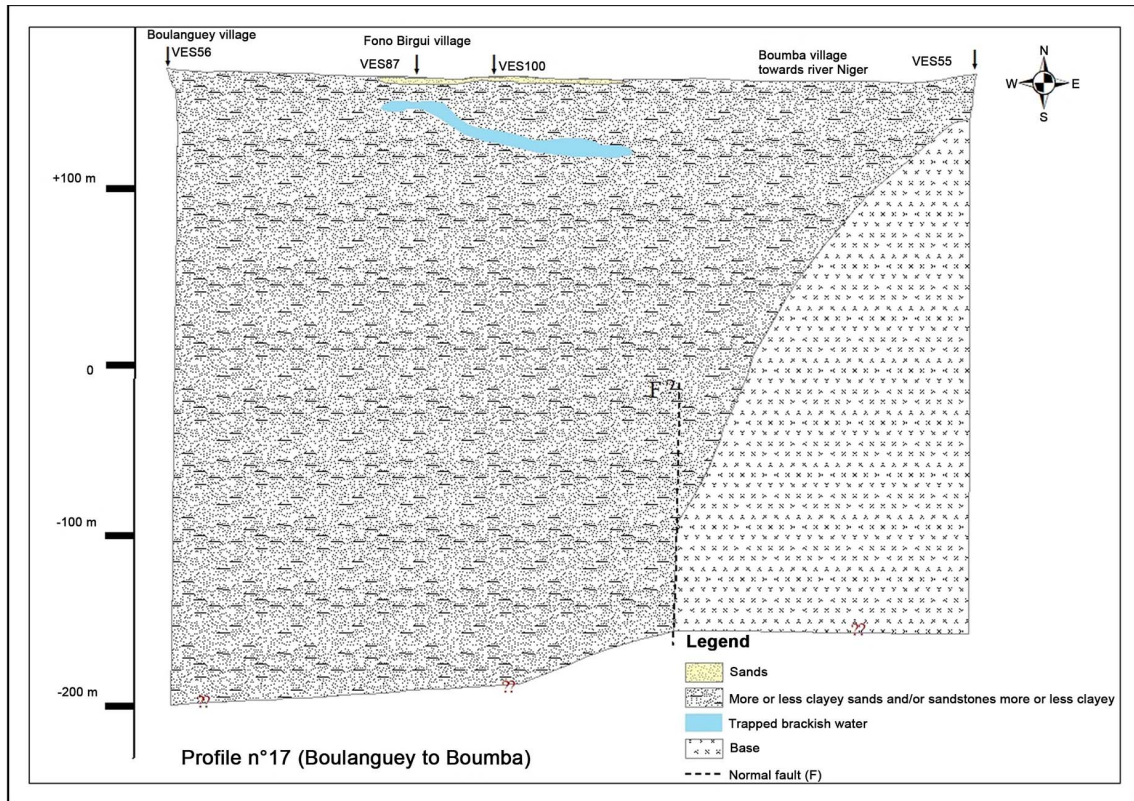 Boulanguey village
VES56
Fono Birgui village
VES87
VES100
Boumba village
towards river Niger
VES55
N
W
E
S
+100 m
0
F ?
-100 m
??
-200 m
??
??
Legend
Sands
More or less clayey sands and/or sandstones more or less clayey
Trapped brackish water
Base
Normal fault (F)
Profile n°17 (Boulanguey to Boumba)